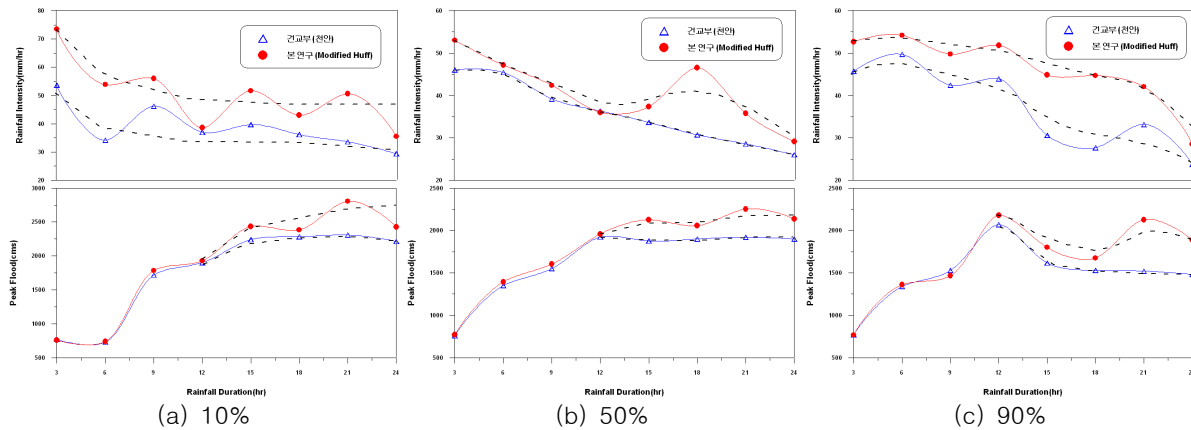 80
70
60
50
40
30
20
Rainfall Intensity(mm/hr)
건교부(천안)
본 연구(Modified Huff)
3000
2500
2000
1500
1000
500
Peak Flood(cms)
3 6 9 12 15 18 21 24
Rainfall Duration(hr)
(a) 10%
60
50
40
30
20
Rainfall Intensity(mm/hr)
건교부(천안)
본 연구(Modified Huff)
2500
2000
1500
1000
500
Peak Flood(cms)
3 6 9 12 15 18 21 24
Rainfall Duration(hr)
(b) 50%
60
50
40
30
20
Rainfall Intensity(mm/hr)
건교부(천안)
본 연구(Modified Huff)
2500
2000
1500
1000
500
Peak Flood(cms)
3 6 9 12 15 18 21 24
Rainfall Duration(hr)
(c) 90%